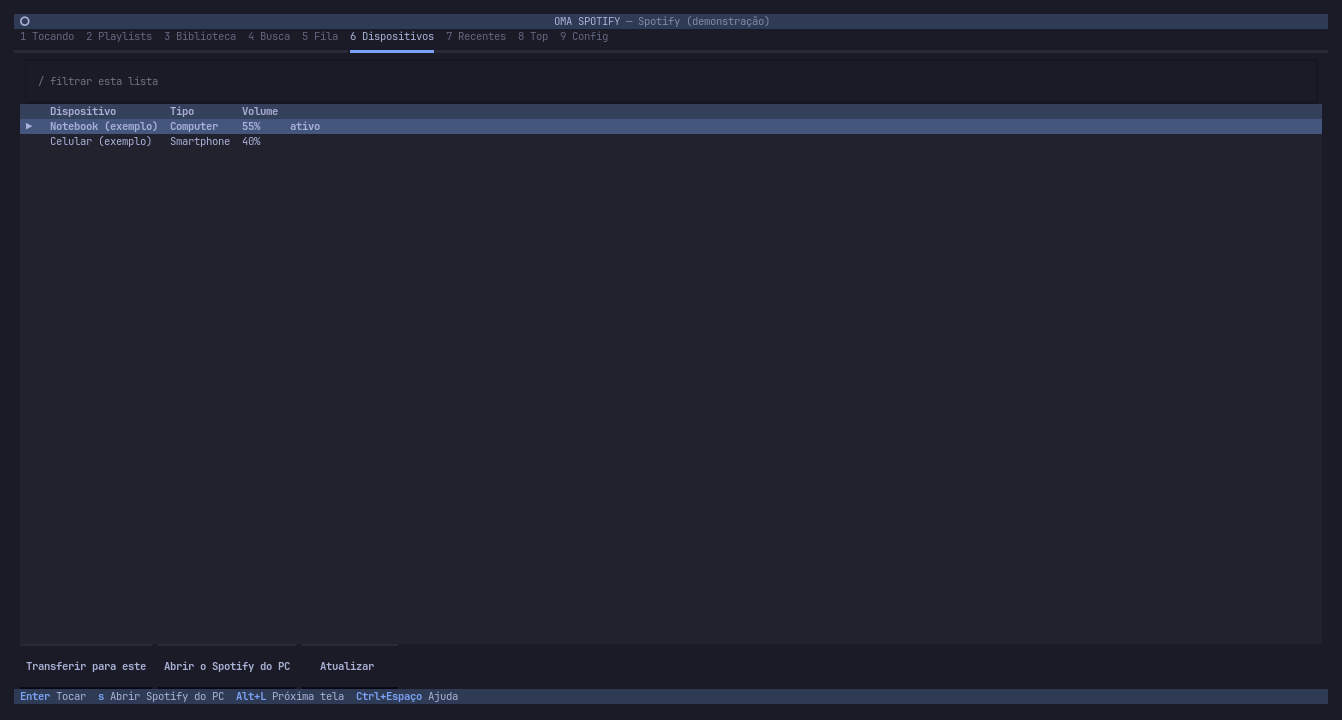 OMA SPOTIFY — Spotify (demonstração)
1 Tocando 2 Playlists 3 Biblioteca 4 Busca 5 Fila 6 Dispositivos 7 Recentes 8 Top 9 Config
/ filtrar esta lista
Dispositivo Tipo Volume
▶ Notebook (exemplo) Computer 55% ativo
Celular (exemplo) Smartphone 40%
Transferir para este Abrir o Spotify do PC Atualizar
Enter Tocar s Abrir Spotify do PC Alt+L Próxima tela Ctrl+Espaço Ajuda